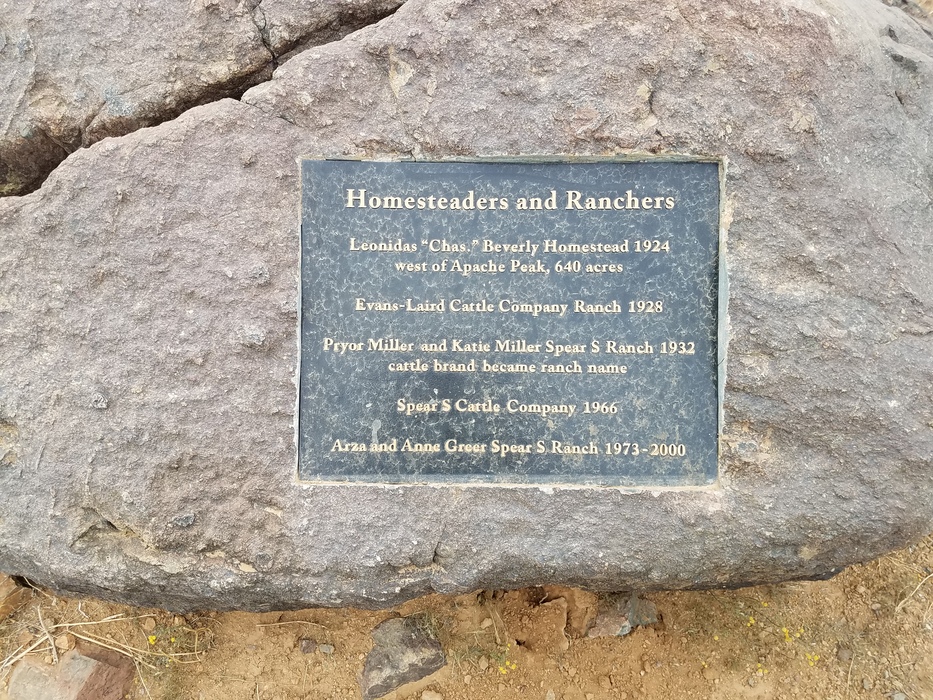 Homesteaders and Ranchers
Leonidas “Chas.” Beverly Homestead 1924
west of Apache Peak, 640 acres
Evans-Laird Cattle Company Ranch 1928
Pryor Miller and Katie Miller Spear S Ranch 1932
cattle brand became ranch name
Spear S Cattle Company 1966
Arza and Anne Greer Spear S Ranch 1973-2000